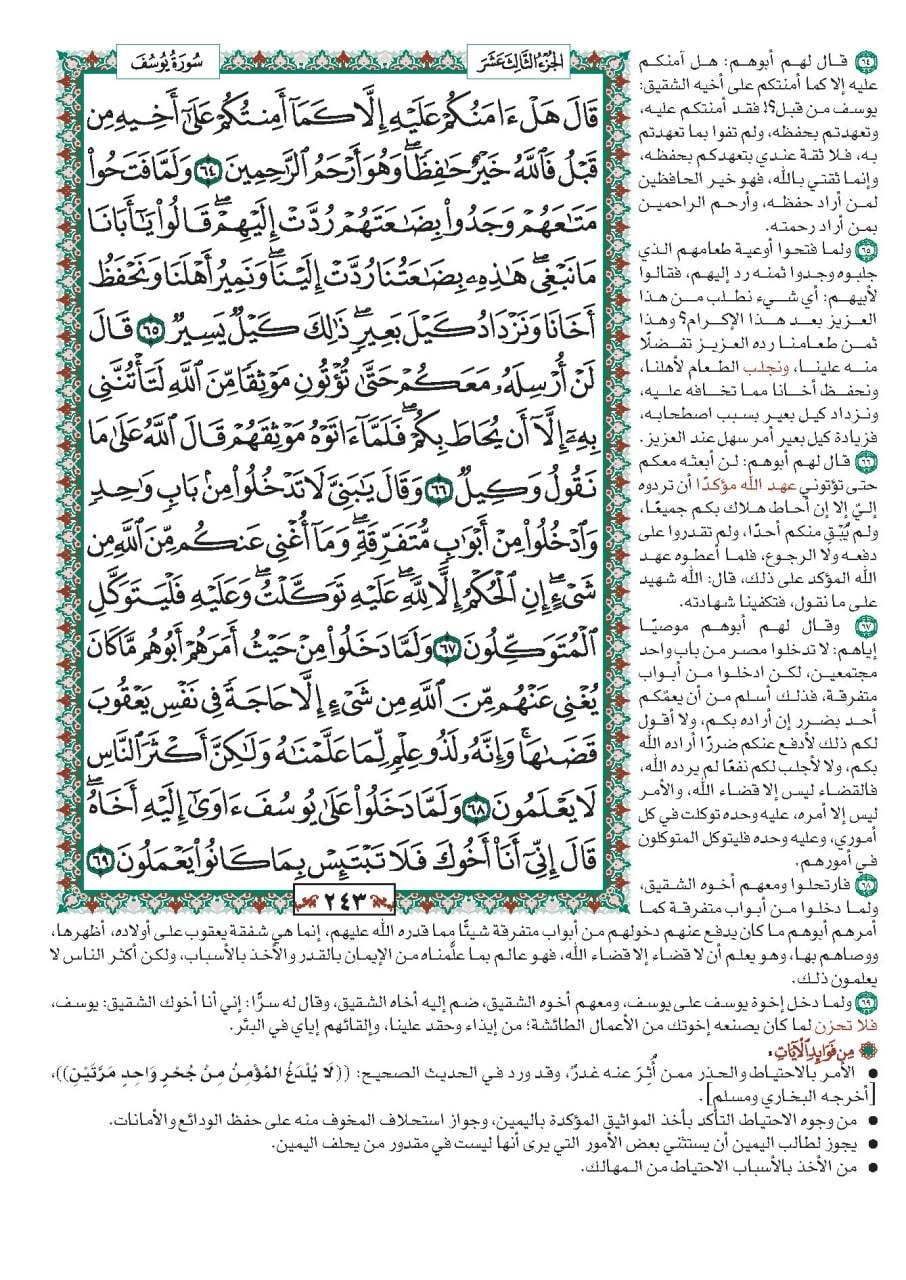 سُورَةُ يُوسُفَ
الجُزْءُ الثَّالِثَ عَشَرَ
قَالَ هَلْ ءَامَنُكُمْ عَلَيْهِ إِلَّا كَمَآ أَمِنتُكُمْ عَلَىٰٓ أَخِيهِ مِن
قَبْلُ فَٱللَّهُ خَيْرٌ حَٰفِظًاۖ وَهُوَ أَرْحَمُ ٱلرَّٰحِمِينَ ٦٤ وَلَمَّا فَتَحُوا۟
مَتَٰعَهُمْ وَجَدُوا۟ بِضَٰعَتَهُمْ رُدَّتْ إِلَيْهِمْۖ قَالُوا۟ يَٰٓأَبَانَا
مَا نَبْغِىۖ هَٰذِهِۦ بِضَٰعَتُنَا رُدَّتْ إِلَيْنَاۖ وَنَمِيرُ أَهْلَنَا وَنَحْفَظُ
أَخَانَا وَنَزْدَادُ كَيْلَ بَعِيرٍۖ ذَٰلِكَ كَيْلٌ يَسِيرٌ ٦٥ قَالَ
لَنْ أُرْسِلَهُۥ مَعَكُمْ حَتَّىٰ تُؤْتُونِ مَوْثِقًا مِّنَ ٱللَّهِ لَتَأْتُنَّنِى
بِهِۦٓ إِلَّآ أَن يُحَاطَ بِكُمْۖ فَلَمَّآ ءَاتَوْهُ مَوْثِقَهُمْ قَالَ ٱللَّهُ عَلَىٰ مَا
نَقُولُ وَكِيلٌ ٦٦ وَقَالَ يَٰبَنِىَّ لَا تَدْخُلُوا۟ مِنۢ بَابٍ وَٰحِدٍ
وَٱدْخُلُوا۟ مِنْ أَبْوَٰبٍ مُّتَفَرِّقَةٍۖ وَمَآ أُغْنِى عَنكُم مِّنَ ٱللَّهِ مِن
شَىْءٍۖ إِنِ ٱلْحُكْمُ إِلَّا لِلَّهِۖ عَلَيْهِ تَوَكَّلْتُۖ وَعَلَيْهِ فَلْيَتَوَكَّلِ
ٱلْمُتَوَكِّلُونَ ٦٧ وَلَمَّا دَخَلُوا۟ مِنْ حَيْثُ أَمَرَهُمْ أَبُوهُم مَّا كَانَ
يُغْنِى عَنْهُم مِّنَ ٱللَّهِ مِن شَىْءٍ إِلَّا حَاجَةً فِى نَفْسِ يَعْقُوبَ
قَضَىٰهَاۚ وَإِنَّهُۥ لَذُو عِلْمٍ لِّمَا عَلَّمْنَٰهُ وَلَٰكِنَّ أَكْثَرَ ٱلنَّاسِ
لَا يَعْلَمُونَ ٦٨ وَلَمَّا دَخَلُوا۟ عَلَىٰ يُوسُفَ ءَاوَىٰٓ إِلَيْهِ أَخَاهُۖ
قَالَ إِنِّىٓ أَنَا۠ أَخُوكَ فَلَا تَبْتَئِسْ بِمَا كَانُوا۟ يَعْمَلُونَ ٦٩
٢٤٣
٦٤ قال لهم أبوهم: هل آمنكم
عليه إلا كما أمنتكم على أخيه الشقيق:
يوسف من قبل؟! فقد أمنتكم عليه،
وتعهدتم بحفظه، ولم تفوا بما تعهدتم
به، فلا ثقة عندي بتعهدكم بحفظه،
وإنما ثقتي بالله، فهو خير الحافظين
لمن أراد حفظه، وأرحم الراحمين
بمن أراد رحمته.
٦٥ ولما فتحوا أوعية طعامهم الذي
جلبوه وجدوا ثمنه رد إليهم، فقالوا
لأبيهم: أي شيء نطلب من هذا
العزيز بعد هذا الإكرام؟ وهذا
ثمن طعامنا رده العزيز تفضلًا
منه علينا، ونجلب الطعام لأهلنا،
ونحفظ أخانا مما تخافه عليه،
ونزداد كيل بعير بسبب اصطحابه،
فزيادة كيل بعير أمر سهل عند العزيز.
٦٦ قال لهم أبوهم: لن أبعثه معكم
حتى تؤتوني عهد الله مؤكدًا أن تردوه
إليّ إلا إن أحاط هلاك بكم جميعًا،
ولم يُبْقِ منكم أحدًا، ولم تقدروا على
دفعه ولا الرجوع، فلما أعطوه عهد
الله المؤكد على ذلك، قال: الله شهيد
على ما نقول، فتكفينا شهادته.
٦٧ وقال لهم أبوهم موصيًا
إياهم: لا تدخلوا مصر من باب واحد
مجتمعين، لكن ادخلوا من أبواب
متفرقة، فذلك أسلم من أن يعمّكم
أحد بضرر إن أراده بكم، ولا أقول
لكم ذلك لأدفع عنكم ضررًا أراده الله
بكم، ولا لأجلب لكم نفعًا لم يرده الله،
فالقضاء ليس إلا قضاء الله، والأمر
ليس إلا أمره، عليه وحده توكلت في كل
أموري، وعليه وحده فليتوكل المتوكلون
في أمورهم.
٦٨ فارتحلوا ومعهم أخوه الشقيق،
ولما دخلوا من أبواب متفرقة كما
أمرهم أبوهم ما كان يدفع عنهم دخولهم من أبواب متفرقة شيئًا مما قدره الله عليهم، إنما هي شفقة يعقوب على أولاده، أظهرها،
ووصاهم بها، وهو يعلم أن لا قضاء إلا قضاء الله، فهو عالم بما علَّمناه من الإيمان بالقدر والأخذ بالأسباب، ولكن أكثر الناس لا
يعلمون ذلك.
٦٩ ولما دخل إخوة يوسف على يوسف، ومعهم أخوه الشقيق، ضم إليه أخاه الشقيق، وقال له سرًّا: إني أنا أخوك الشقيق: يوسف،
فلا تحزن لما كان يصنعه إخوتك من الأعمال الطائشة؛ من إيذاء وحقد علينا، وإلقائهم إياي في البئر.
مِن فَوَائِدِ الآيَاتِ:
• الأمر بالاحتياط والحذر ممن أُثِرَ عنه غدرٌ، وقد ورد في الحديث الصحيح: ((لَا يُلْدَغُ المُؤْمِنُ مِنْ جُحْرٍ وَاحِدٍ مَرَّتَيْنِ))،
[أخرجه البخاري ومسلم].
• من وجوه الاحتياط التأكد بأخذ المواثيق المؤكدة باليمين، وجواز استحلاف المخوف منه على حفظ الودائع والأمانات.
• يجوز لطالب اليمين أن يستثني بعض الأمور التي يرى أنها ليست في مقدور من يحلف اليمين.
• من الأخذ بالأسباب الاحتياط من المهالك.